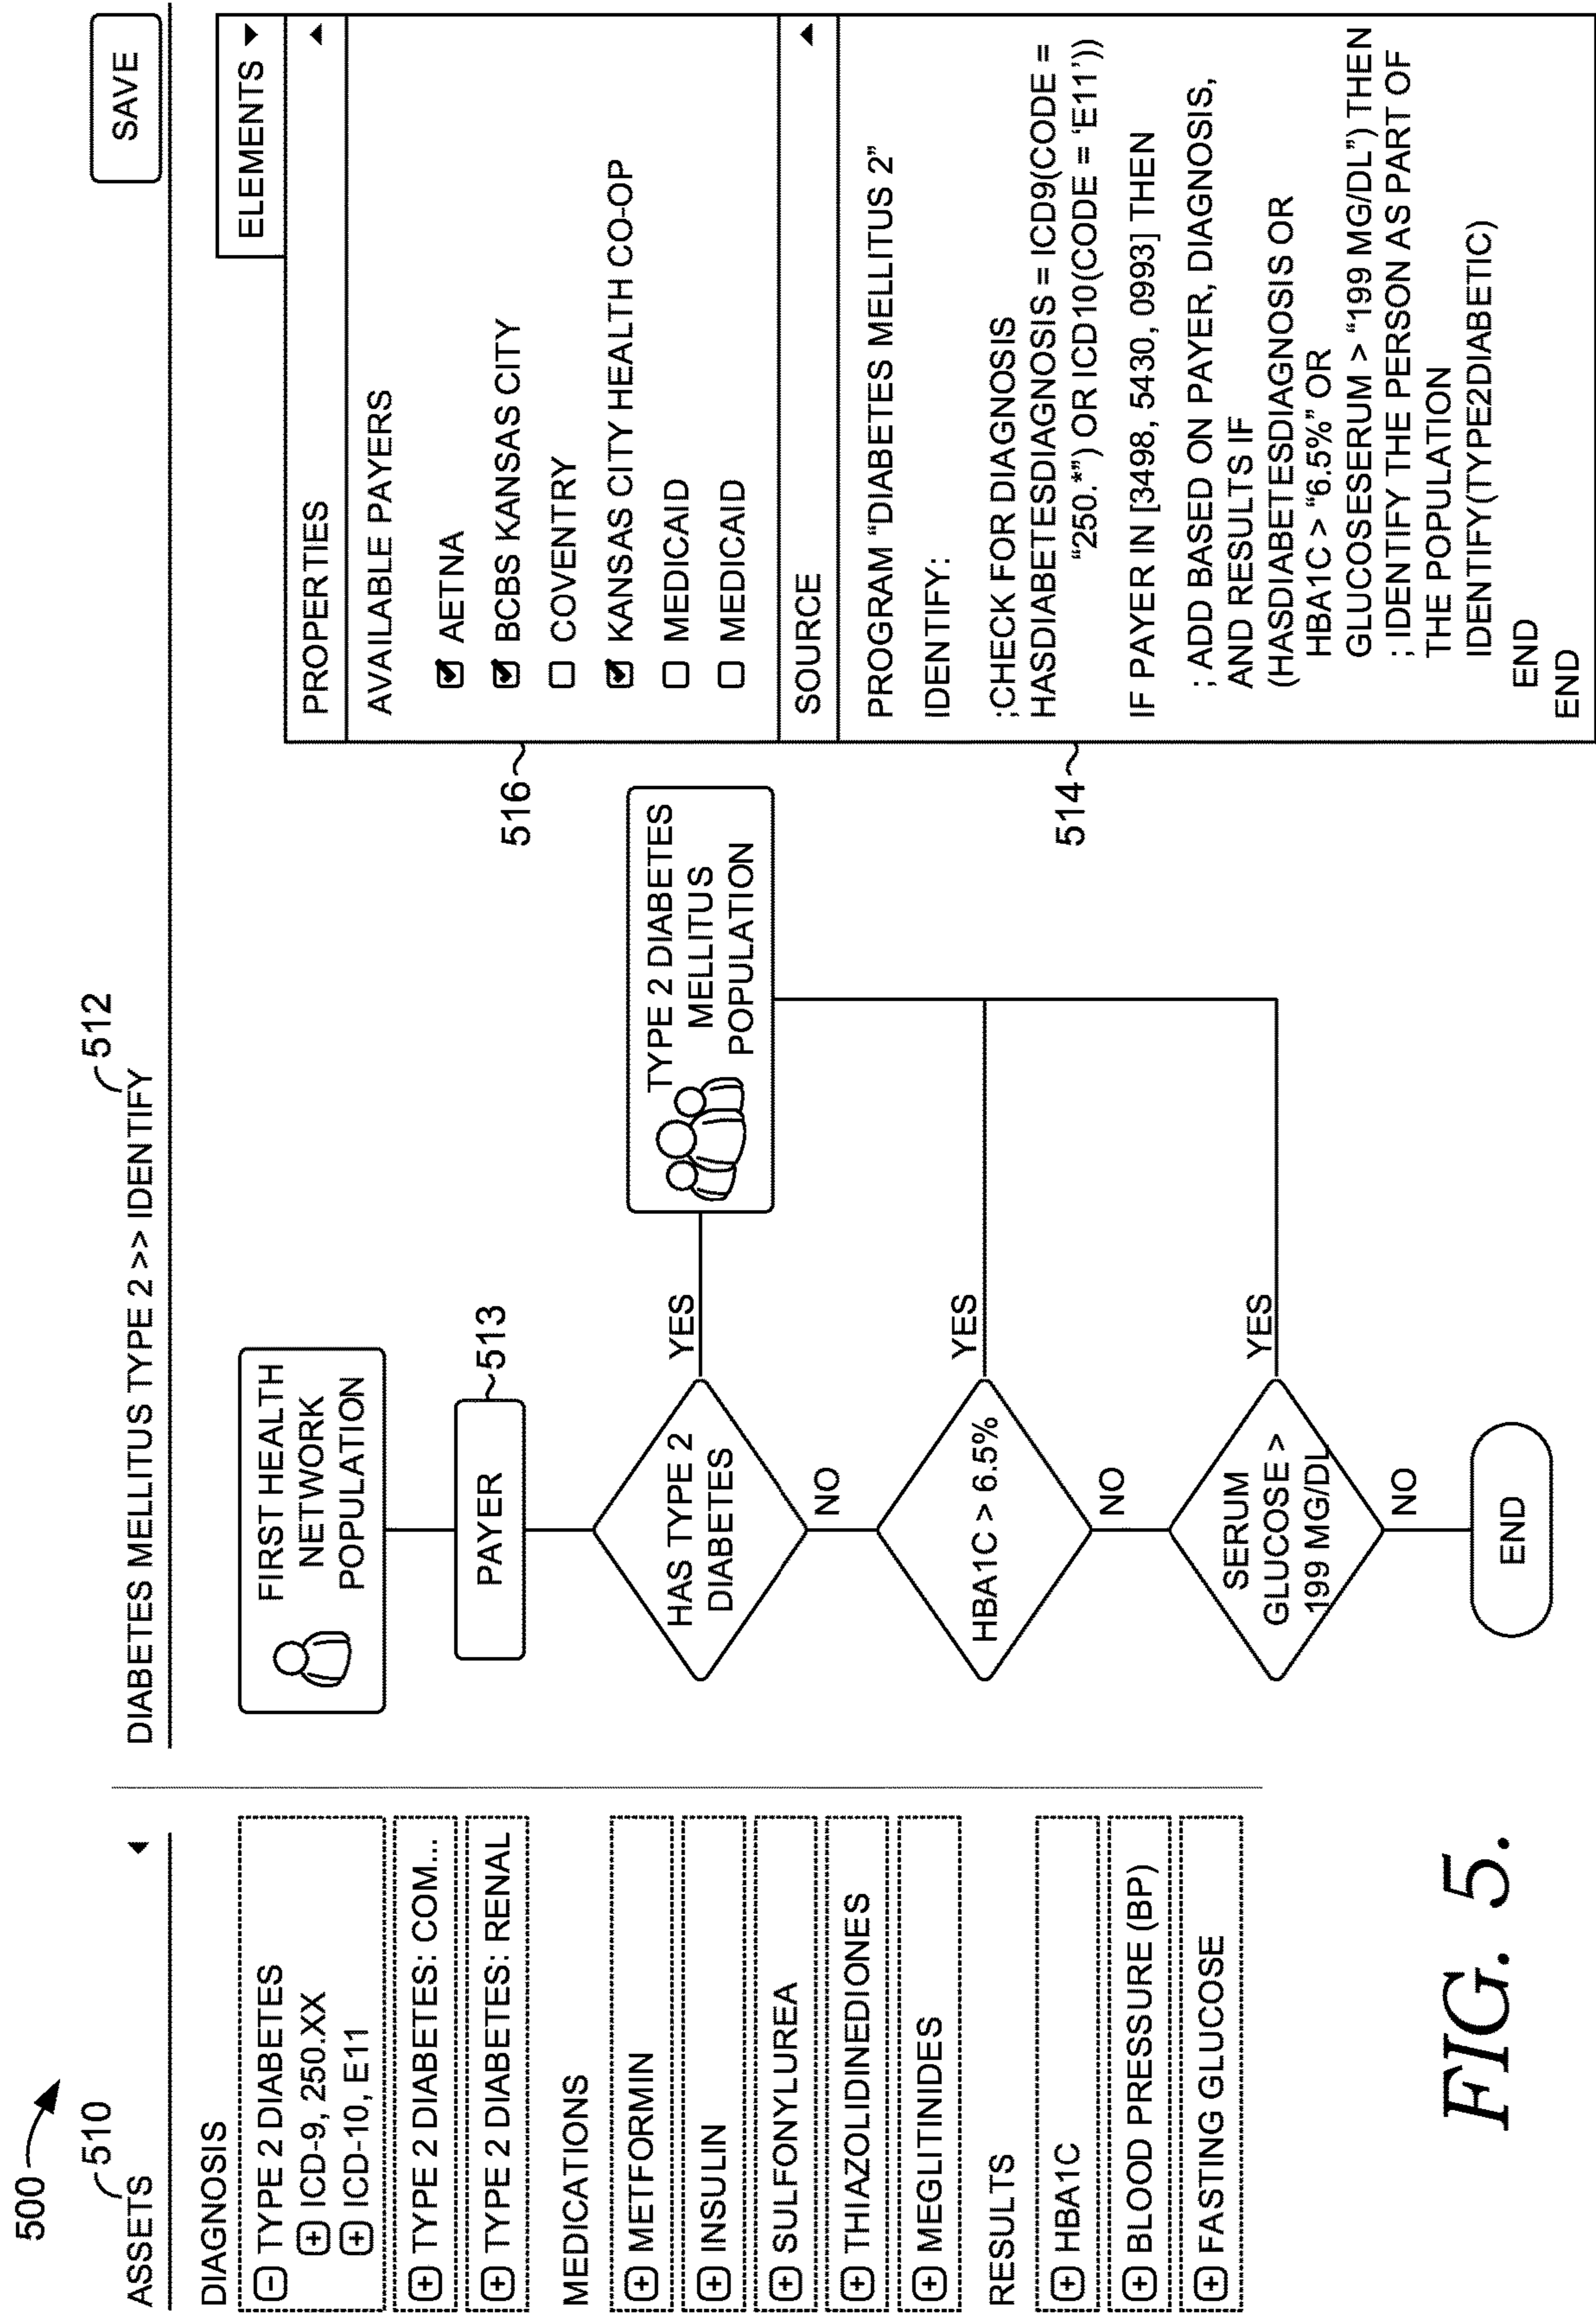 500
ASSETS
510
DIAGNOSIS
TYPE 2 DIABETES
ICD-9, 250.XX
ICD-10, E11
TYPE 2 DIABETES: COM...
TYPE 2 DIABETES: RENAL
MEDICATIONS
METFORMIN
INSULIN
SULFONYLUREA
THIAZOLIDINEDIONES
MEGLITINIDES
RESULTS
HBA1C
BLOOD PRESSURE (BP)
FASTING GLUCOSE
DIABETES MELLITUS TYPE 2 >> IDENTIFY
512
SAVE
FIRST HEALTH
NETWORK
POPULATION
PAYER
513
HAS TYPE 2
DIABETES
YES
NO
TYPE 2 DIABETES
MELLITUS
POPULATION
HBA1C > 6.5%
YES
NO
SERUM
GLUCOSE >
199 MG/DL
YES
NO
END
ELEMENTS
PROPERTIES
AVAILABLE PAYERS
AETNA
BCBS KANSAS CITY
COVENTRY
KANSAS CITY HEALTH CO-OP
MEDICAID
MEDICAID
516
SOURCE
PROGRAM “DIABETES MELLITUS 2”
IDENTIFY:
;CHECK FOR DIAGNOSIS
HASDIABETESDIAGNOSIS = ICD9(CODE =
“250.*”) OR ICD10(CODE = ‘E11’))
IF PAYER IN [3498, 5430, 0993] THEN
; ADD BASED ON PAYER, DIAGNOSIS,
AND RESULTS IF
(HASDIABETESDIAGNOSIS OR
HBA1C > “6.5%” OR
GLUCOSESERUM > “199 MG/DL”) THEN
; IDENTIFY THE PERSON AS PART OF
THE POPULATION
IDENTIFY(TYPE2DIABETIC)
END
END
514
FIG. 5.